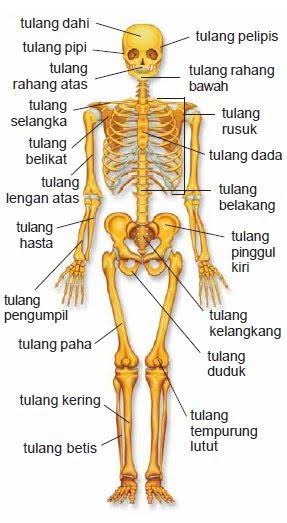 tulang dahi
tulang pipi
tulang
rahang atas
tulang
selangka
tulang
belikat
tulang
lengan atas
tulang
hasta
tulang
pengumpil
tulang paha
tulang kering
tulang betis
tulang pelipis
tulang rahang
bawah
tulang
rusuk
tulang dada
tulang
belakang
tulang
pinggul
kiri
tulang
kelangkang
tulang
duduk
tulang
tempurung
lutut